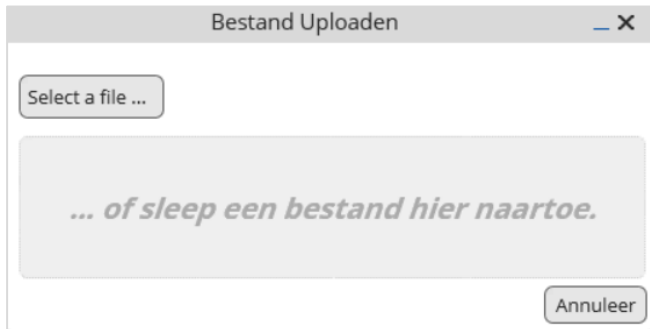 Bestand Uploaden
Select a file ...
... of sleep een bestand hier naartoe.
Annuleer